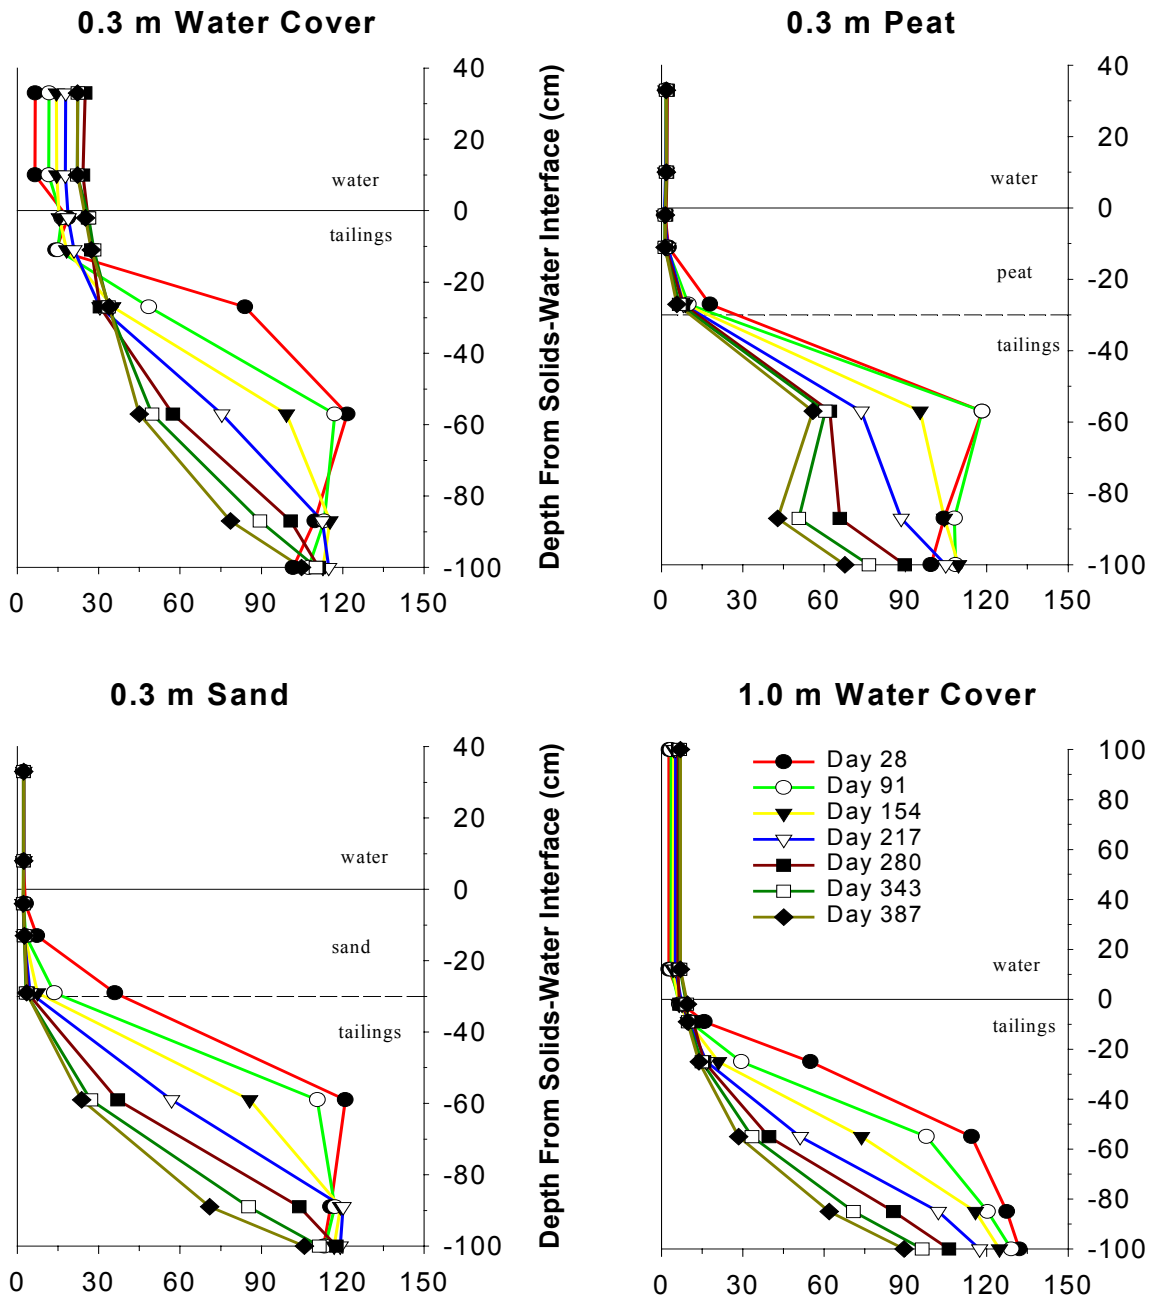 0.3 m Water Cover
40
20
0
-20
-40
-60
-80
-100
water
tailings
0 30 60 90 120 150
Depth From Solids-Water Interface (cm)
0.3 m Peat
40
20
0
-20
-40
-60
-80
-100
water
peat
tailings
0 30 60 90 120 150
0.3 m Sand
40
20
0
-20
-40
-60
-80
-100
water
sand
tailings
0 30 60 90 120 150
Depth From Solids-Water Interface (cm)
1.0 m Water Cover
Day 28
Day 91
Day 154
Day 217
Day 280
Day 343
Day 387
100
80
60
40
20
0
-20
-40
-60
-80
-100
water
tailings
0 30 60 90 120 150